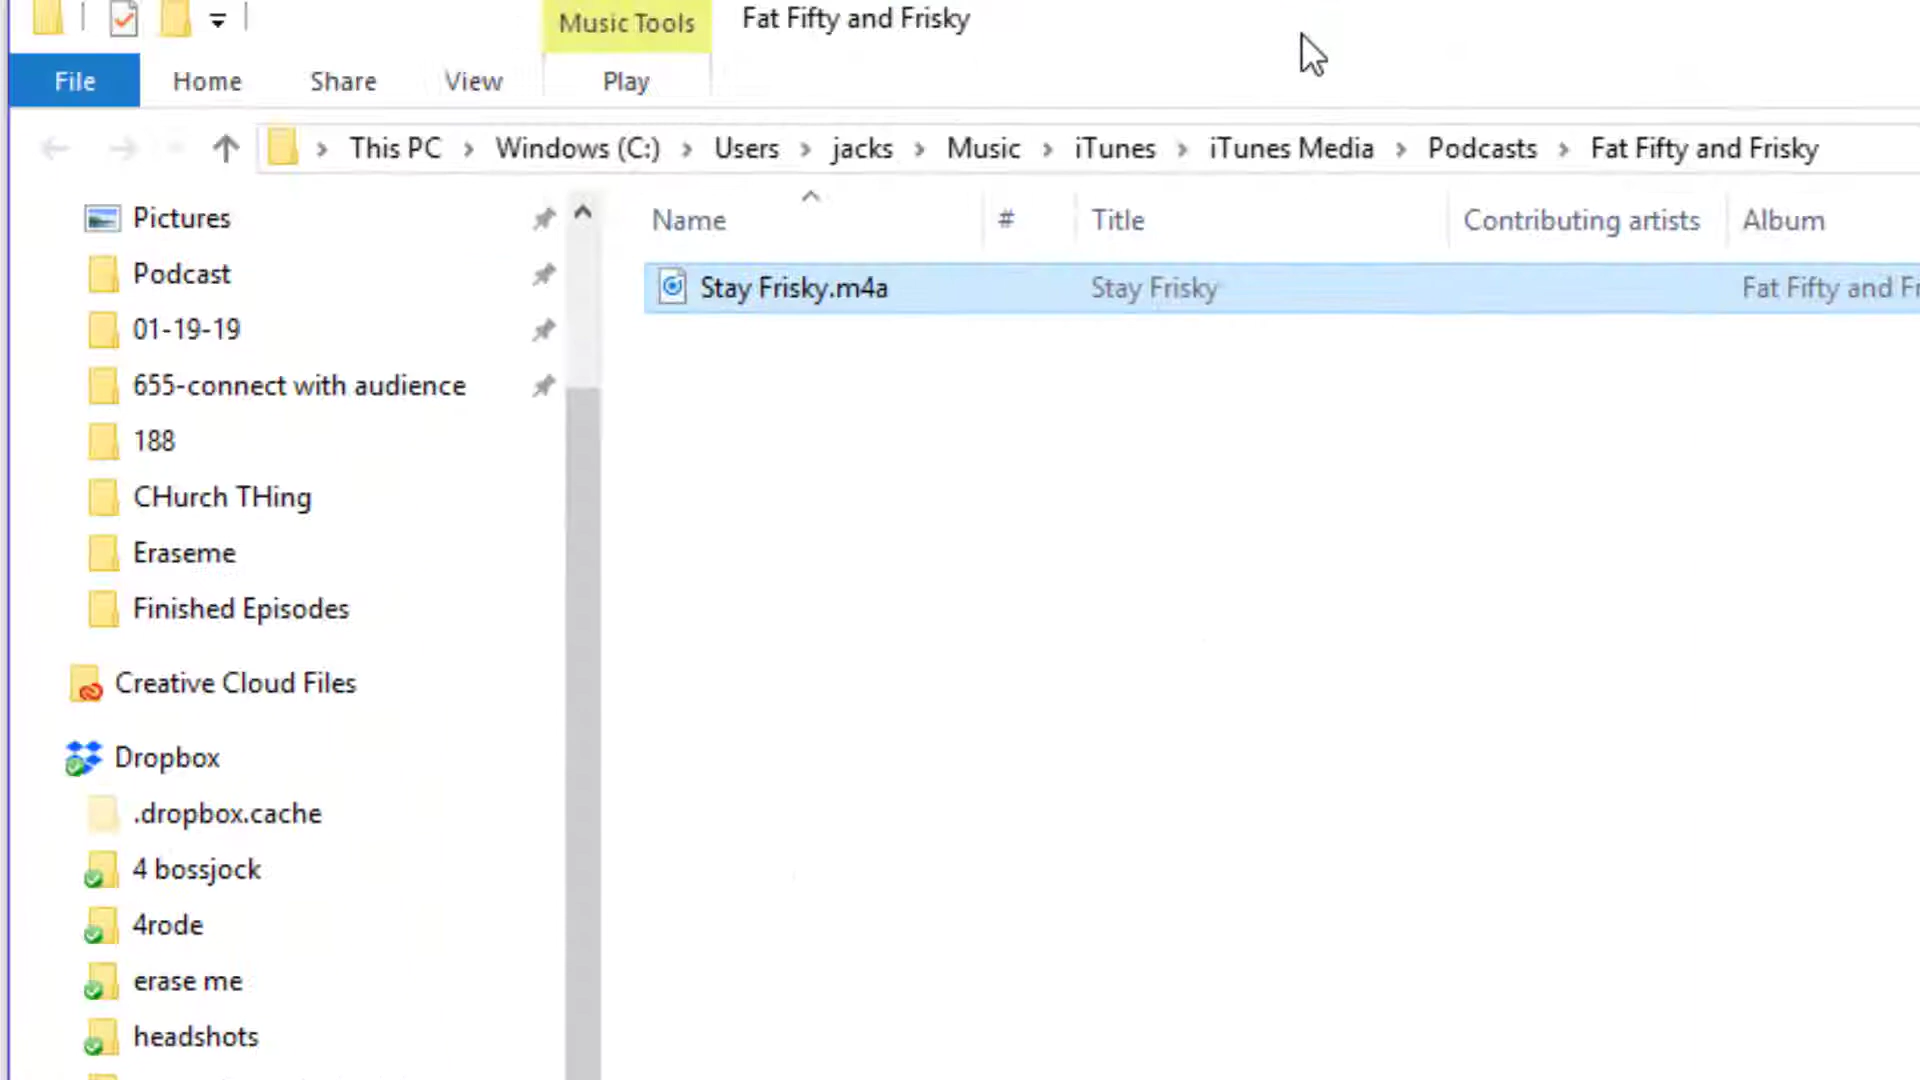 Music Tools
Fat Fifty and Frisky
File Home Share View Play
This PC Windows (C:) Users jacks Music iTunes iTunes Media Podcasts Fat Fifty and Frisky
Name # Title Contributing artists Album
Stay Frisky.m4a Stay Frisky Fat Fifty and Fr
Pictures
Podcast
01-19-19
655-connect with audience
188
CHurch THing
Eraseme
Finished Episodes
Creative Cloud Files
Dropbox
.dropbox.cache
4 bossjock
4rode
erase me
headshots